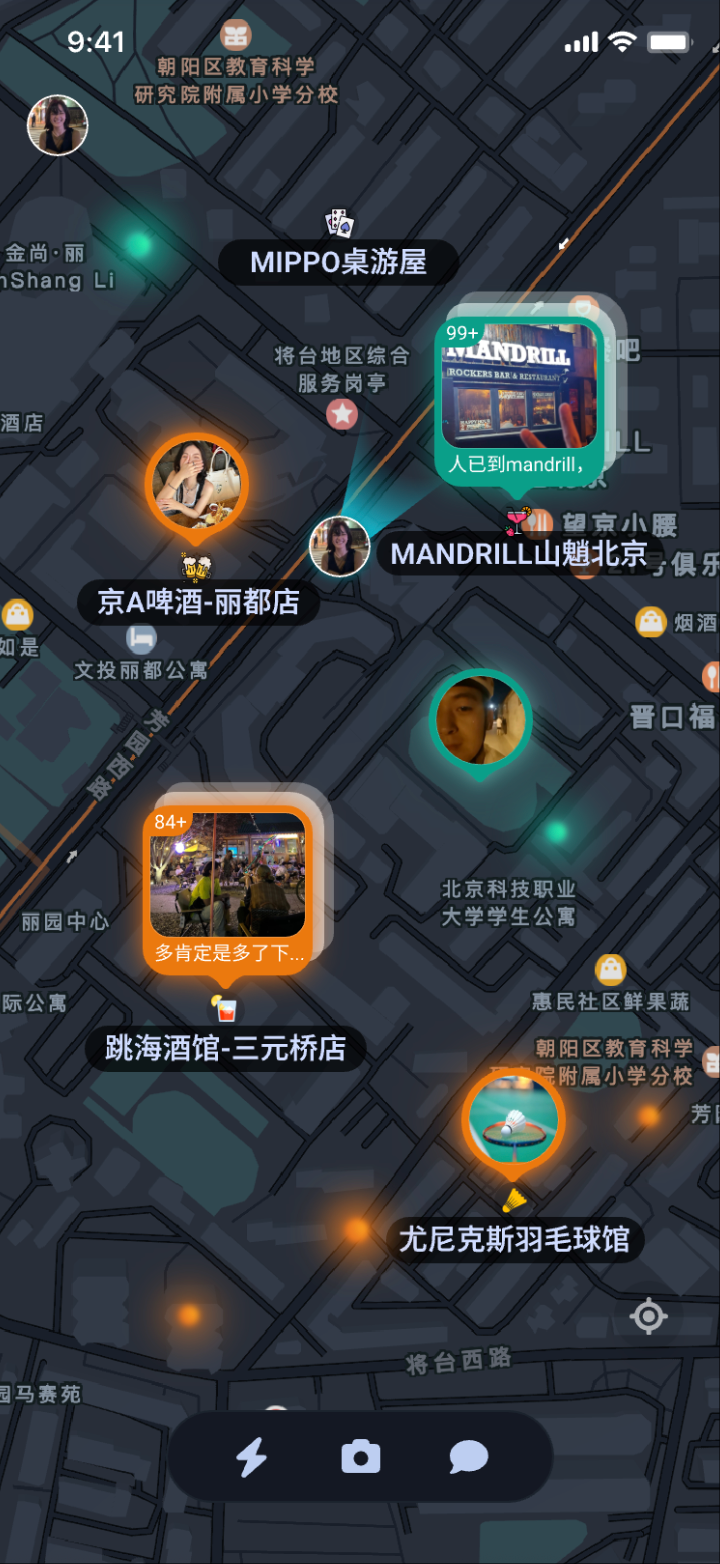 9:41
朝阳区教育科学
研究院附属小学分校
金尚·丽
nShang Li
MIPPO桌游屋
将台地区综合
服务岗亭
99+
MANDRILL
ROCKERS BAR & RESTAURANT
人已到mandrill,
吧
LL
酒店
望京小腰
MANDRILL山魈北京
号俱乐
京A啤酒-丽都店
如是
烟酒
文投丽都公寓
晋口福
芳园西路
84+
多肯定是多了下...
丽园中心
北京科技职业
大学学生公寓
际公寓
惠民社区鲜果蔬
跳海酒馆-三元桥店
朝阳区教育科学
院附属小学分校
芳
尤尼克斯羽毛球馆
将台西路
园马赛苑